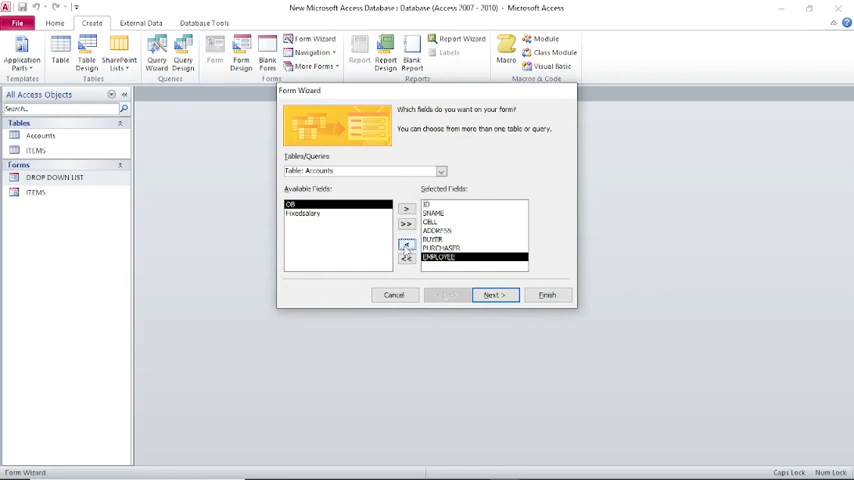 New Microsoft Access Database : Database (Access 2007 - 2010) - Microsoft Access
File Home Create External Data Database Tools
Application Parts Table Table Design SharePoint Lists Query Wizard Query Design Form Form Design Blank Form Form Wizard Navigation More Forms Report Report Design Blank Report Report Wizard Labels Macro Module Class Module Visual Basic
Templates Tables Queries Forms Reports Macros & Code
All Access Objects
Search...
Tables
Accounts
ITEMS
Forms
DROP DOWN LIST
ITEMS
Form Wizard
Which fields do you want on your form?
You can choose from more than one table or query.
Tables/Queries
Table: Accounts
Available Fields:
OB
Fixedsalary
>
>>
<
<<
Selected Fields:
ID
SNAME
CELL
ADDRESS
BUYER
PURCHASER
EMPLOYEE
Cancel < Back Next > Finish
Form Wizard
Caps Lock Num Lock